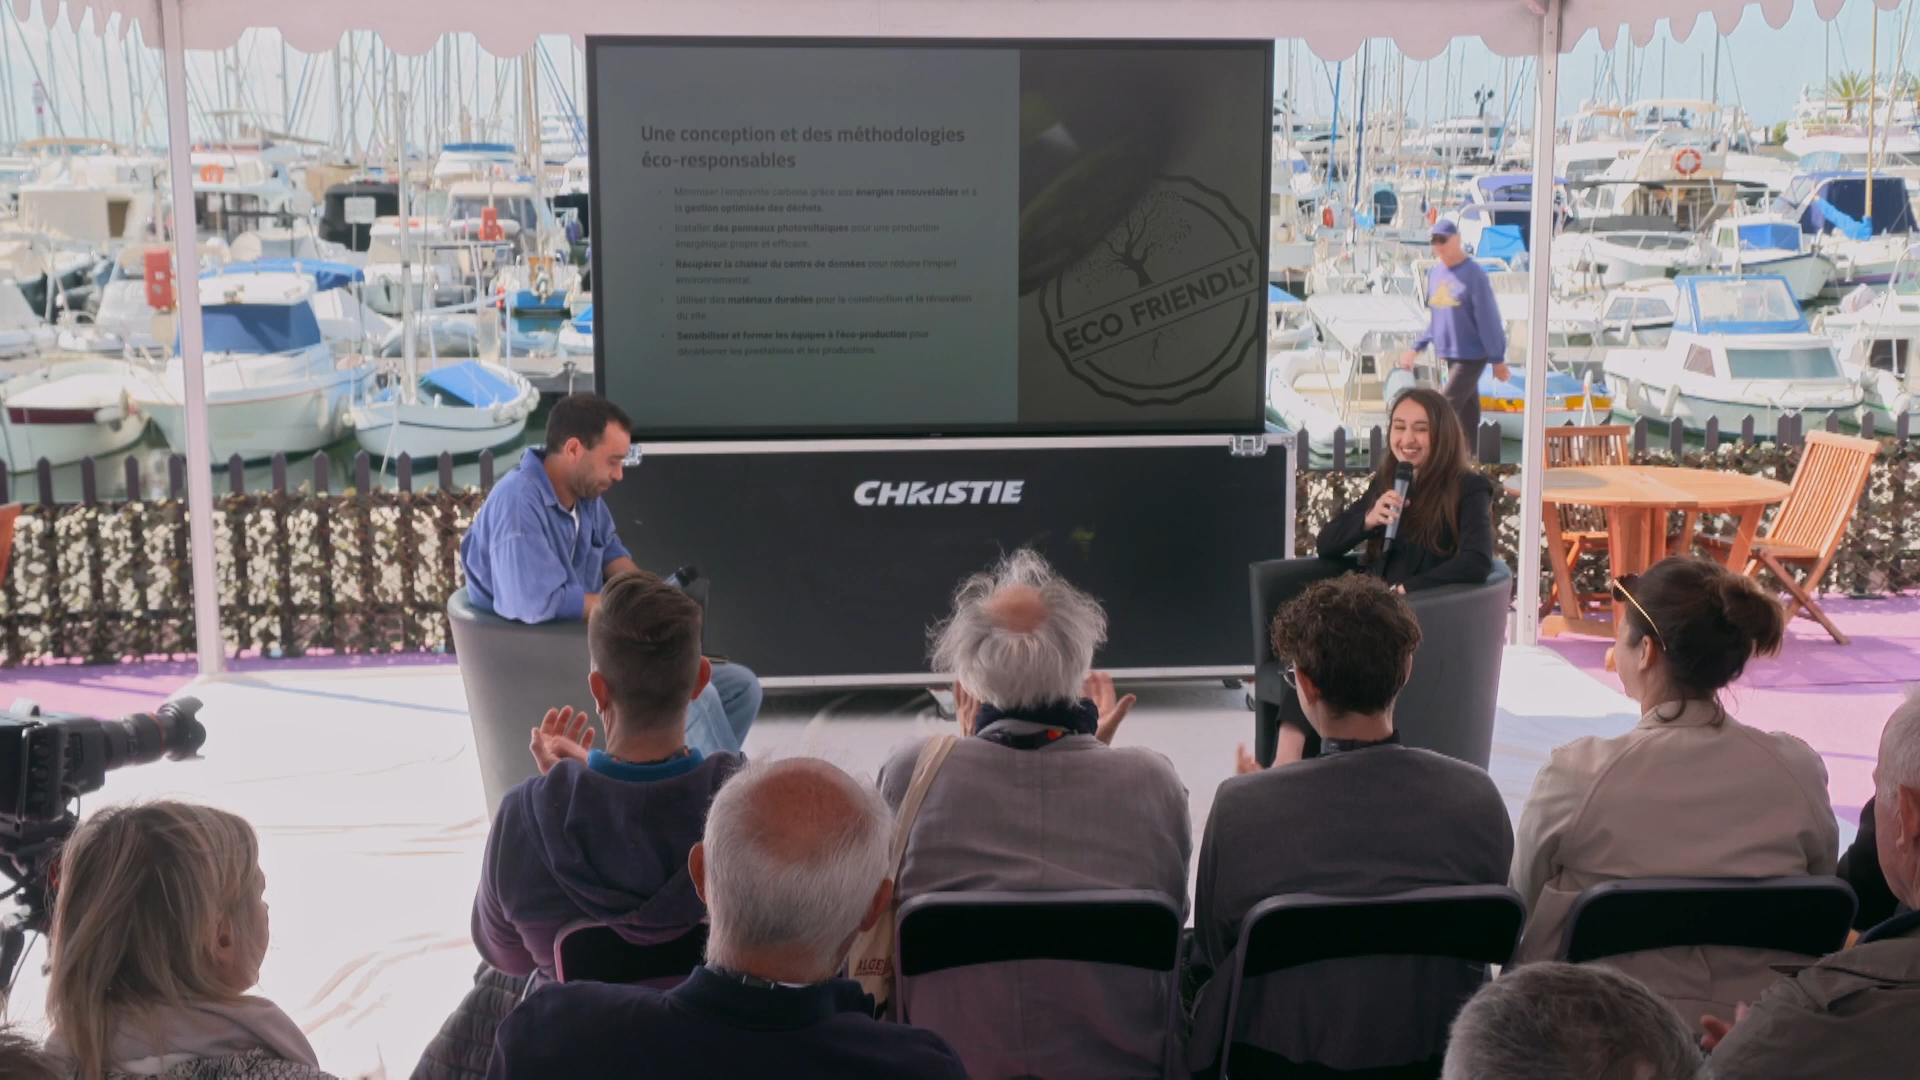 Une conception et des méthodologies
éco-responsables
Minimiser l'empreinte carbone grâce aux énergies renouvelables et à
la gestion optimisée des déchets.
Installer des panneaux photovoltaïques pour une production
énergétique propre et efficace.
Récupérer la chaleur du centre de données pour réduire l'impact
environnemental.
Utiliser des matériaux durables pour la construction et la rénovation
du site.
Sensibiliser et former les équipes à l'éco-production pour
décarboner les prestations et les productions.
ECO FRIENDLY
CHRISTIE
ALGE